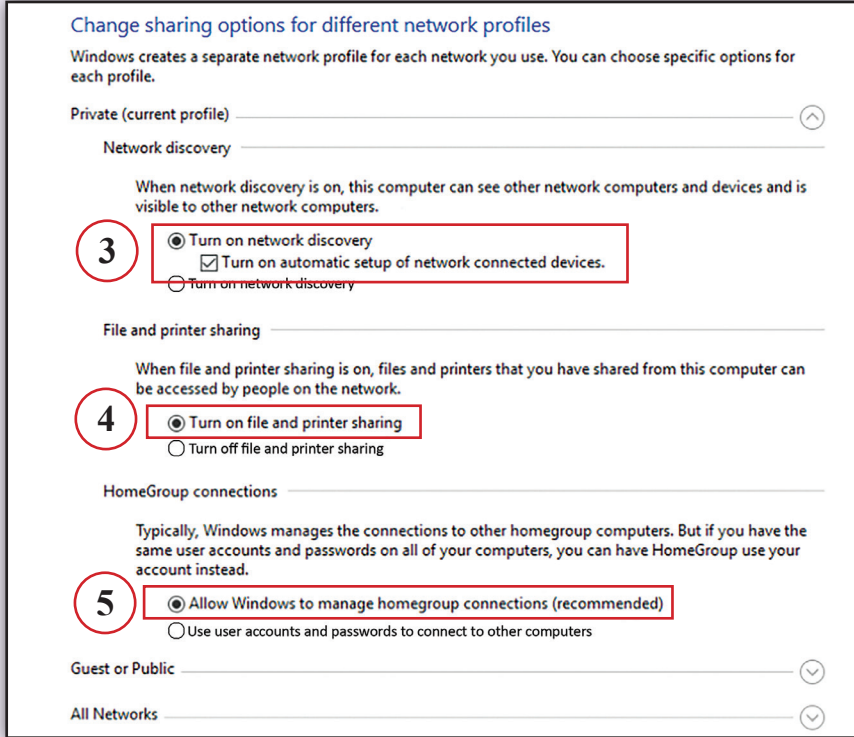 Change sharing options for different network profiles
Windows creates a separate network profile for each network you use. You can choose specific options for
each profile.
Private (current profile)
Network discovery
When network discovery is on, this computer can see other network computers and devices and is
visible to other network computers.
3
Turn on network discovery
Turn on automatic setup of network connected devices.
Turn on network discovery
File and printer sharing
When file and printer sharing is on, files and printers that you have shared from this computer can
be accessed by people on the network.
4
Turn on file and printer sharing
Turn off file and printer sharing
HomeGroup connections
Typically, Windows manages the connections to other homegroup computers. But if you have the
same user accounts and passwords on all of your computers, you can have HomeGroup use your
account instead.
5
Allow Windows to manage homegroup connections (recommended)
Use user accounts and passwords to connect to other computers
Guest or Public
All Networks